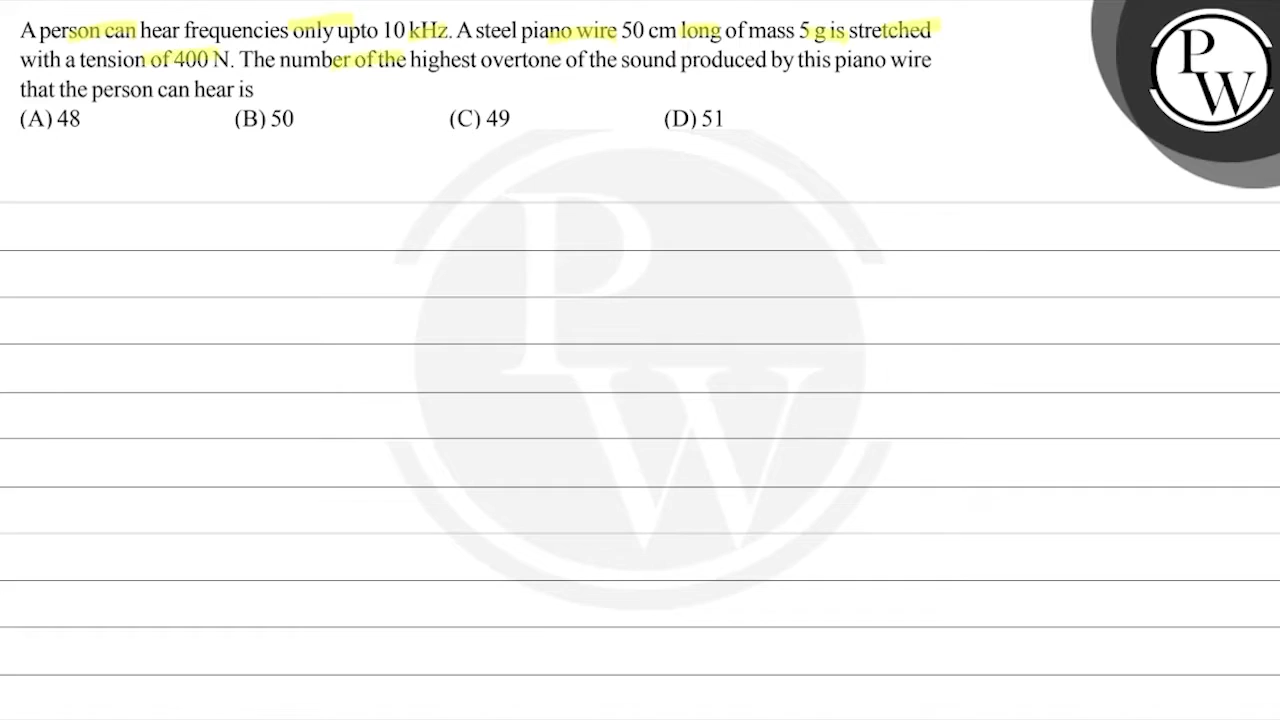 A person can hear frequencies only upto 10 kHz. A steel piano wire 50 cm long of mass 5 g is stretched
with a tension of 400 N. The number of the highest overtone of the sound produced by this piano wire
that the person can hear is
(A) 48 (B) 50 (C) 49 (D) 51
P
W
P
W